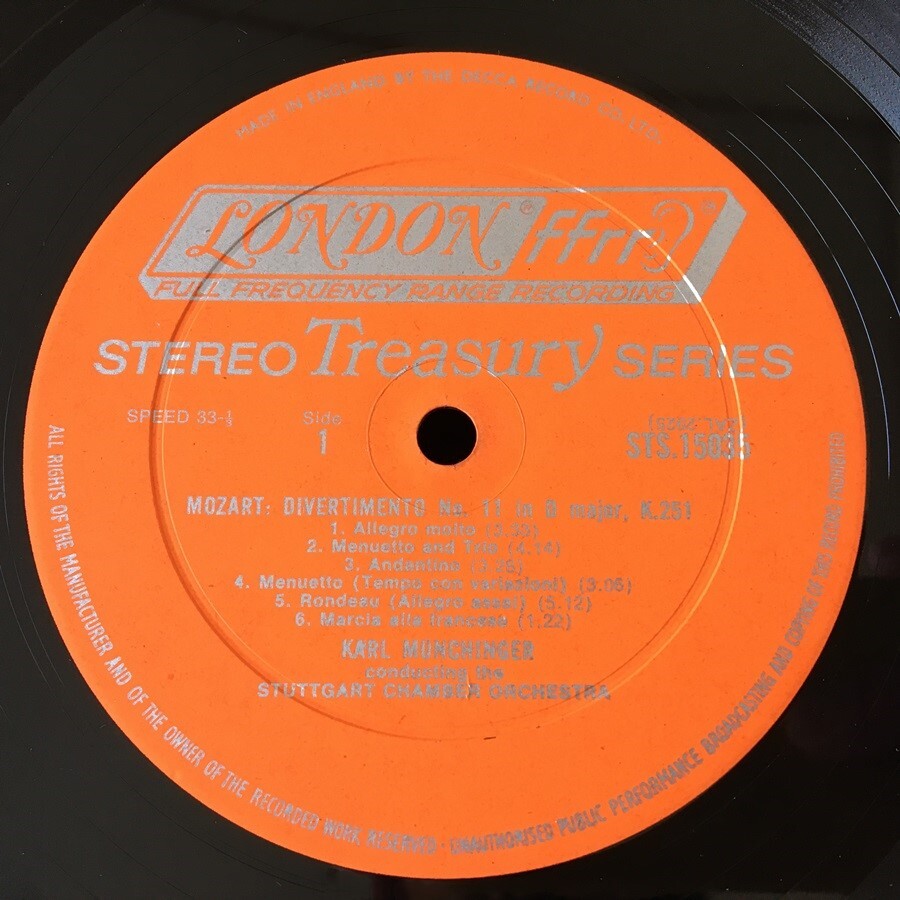 MADE IN ENGLAND BY THE DECCA RECORD CO. LTD.
LONDON® ffrr™
FULL FREQUENCY RANGE RECORDING
STEREO Treasury SERIES
SPEED 33-⅓
Side
1
STS.15035
MOZART: DIVERTIMENTO No. 11 in D major, K.251
1. Allegro molto
2. Menuetto and Trio (4.14)
3. Andantino
4. Menuetto (Tempo con variazioni) (3.06)
5. Rondeau (Allegro assai) (5.12)
6. Marcia alla francese (1.22)
KARL MUNCHINGER
conducting the
STUTTGART CHAMBER ORCHESTRA
ALL RIGHTS OF THE MANUFACTURER AND OF THE OWNER OF THE RECORDED WORK RESERVED · UNAUTHORISED PUBLIC PERFORMANCE BROADCASTING AND COPYING OF THIS RECORD PROHIBITED